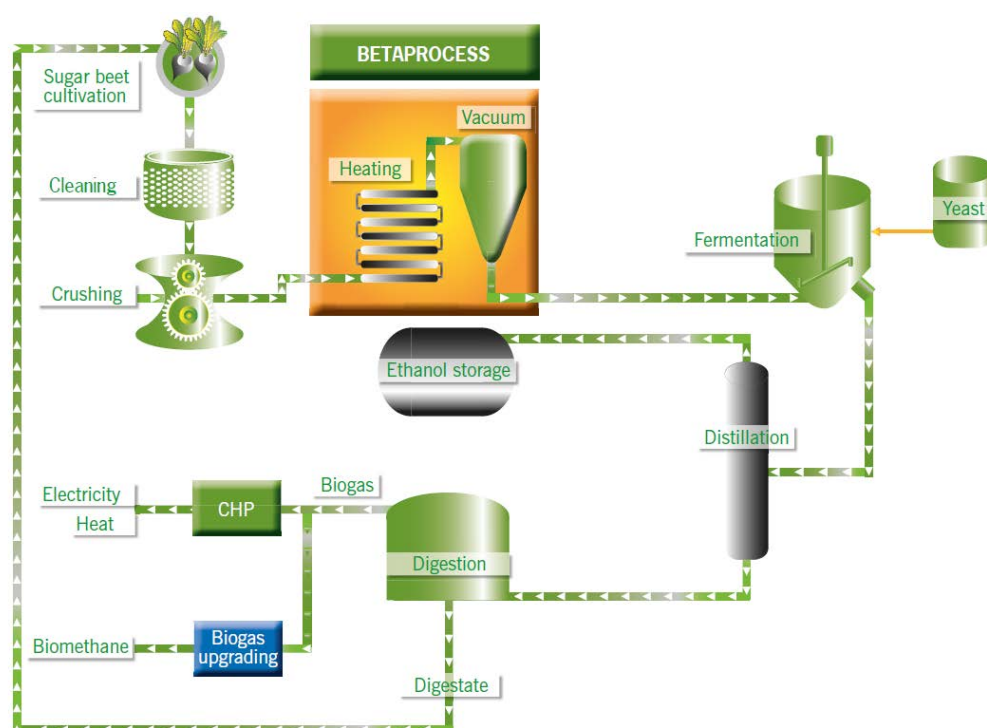 BETAPROCESS
Sugar beet
cultivation
Vacuum
Heating
Cleaning
Yeast
Fermentation
Crushing
Ethanol storage
Distillation
Biogas
Electricity
CHP
Heat
Digestion
Biomethane
Biogas
upgrading
Digestate